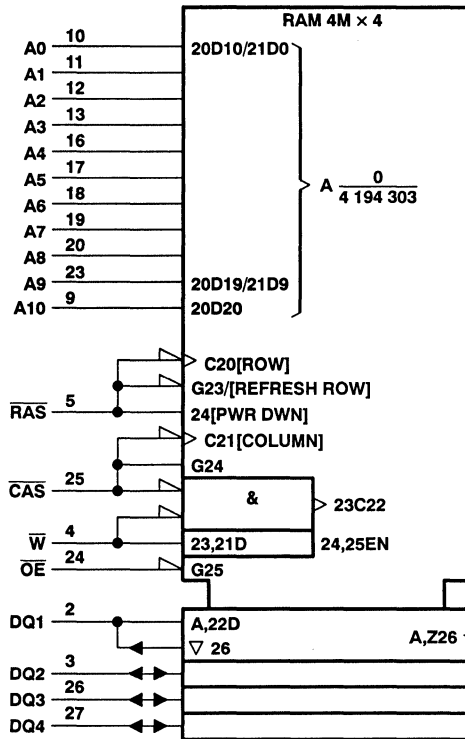 RAM 4M × 4
A0 10 20D10/21D0
A1 11
A2 12
A3 13
A4 16
A5 17
A6 18
A7 19
A8 20
A9 23 20D19/21D9
A10 9 20D20
A 0
4 194 303
C20[ROW]
G23/[REFRESH ROW]
RAS 5 24[PWR DWN]
C21[COLUMN]
G24
CAS 25
& 23C22
W 4 23,21D 24,25EN
OE 24 G25
DQ1 2 A,22D
▽ 26 A,Z26
DQ2 3
DQ3 26
DQ4 27